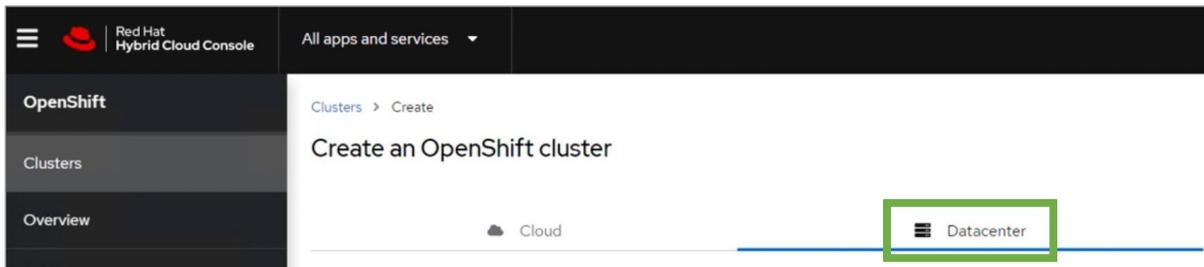 Red Hat
Hybrid Cloud Console
All apps and services
OpenShift
Clusters > Create
Create an OpenShift cluster
Clusters
Overview
Cloud
Datacenter